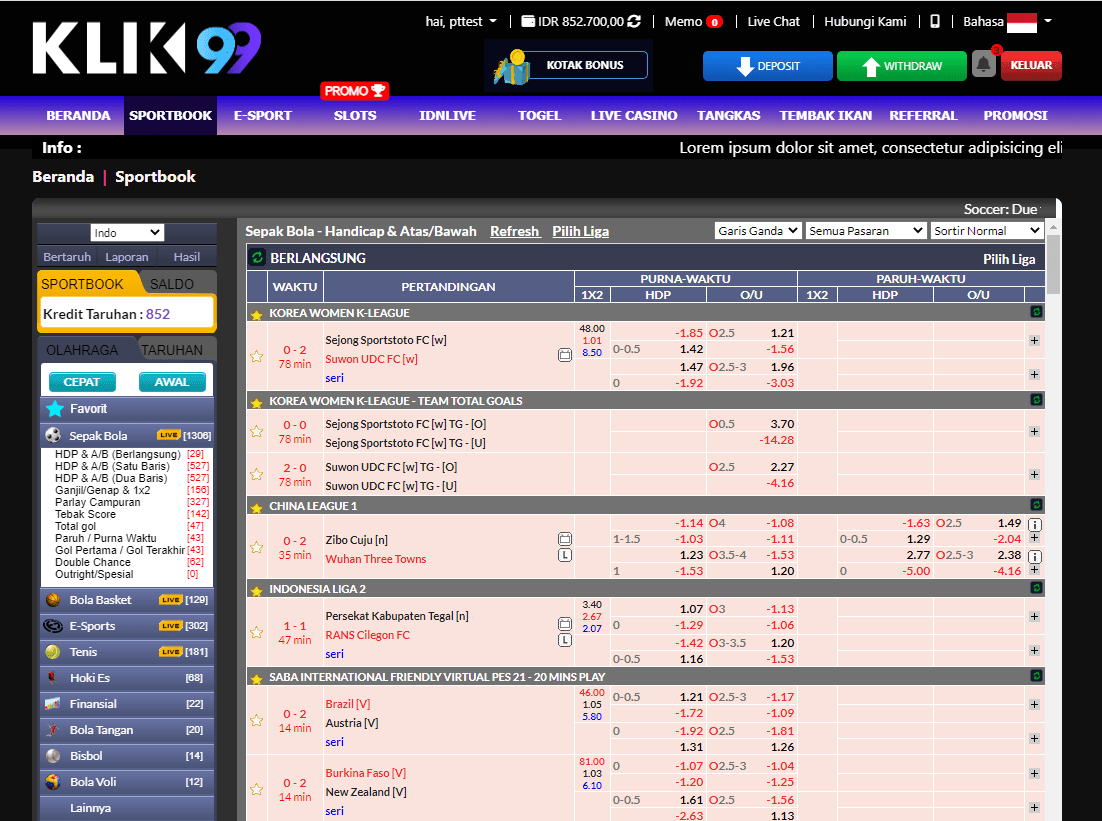 KLIK99
hai, pttest
IDR 852.700,00
Memo 0
Live Chat
Hubungi Kami
Bahasa
KOTAK BONUS
DEPOSIT
WITHDRAW
3
KELUAR
PROMO
BERANDA SPORTBOOK E-SPORT SLOTS IDNLIVE TOGEL LIVE CASINO TANGKAS TEMBAK IKAN REFERRAL PROMOSI
Info :
Lorem ipsum dolor sit amet, consectetur adipisicing eli
Beranda | Sportbook
Soccer: Due
Indo
Bertaruh Laporan Hasil
SPORTBOOK SALDO
Kredit Taruhan : 852
OLAHRAGA TARUHAN
CEPAT AWAL
Favorit
Sepak Bola LIVE [1306]
HDP & A/B (Berlangsung) [29]
HDP & A/B (Satu Baris) [527]
HDP & A/B (Dua Baris) [527]
Ganjil/Genap & 1x2 [156]
Parlay Campuran [327]
Tebak Score [142]
Total gol [47]
Paruh / Purna Waktu [43]
Gol Pertama / Gol Terakhir [43]
Double Chance [62]
Outright/Spesial [0]
Bola Basket LIVE [129]
E-Sports LIVE [302]
Tenis LIVE [181]
Hoki Es [68]
Finansial [22]
Bola Tangan [20]
Bisbol [14]
Bola Voli [12]
Lainnya
Sepak Bola - Handicap & Atas/Bawah Refresh Pilih Liga
Garis Ganda Semua Pasaran Sortir Normal
BERLANGSUNG Pilih Liga
WAKTU PERTANDINGAN PURNA-WAKTU PARUH-WAKTU
1X2 HDP O/U 1X2 HDP O/U
KOREA WOMEN K-LEAGUE
48.00 -1.85 O2.5 1.21
0 - 2 Sejong Sportstoto FC [w] 1.01 0-0.5 1.42 -1.56
78 min Suwon UDC FC [w] 8.50 1.47 O2.5-3 1.96
seri 0 -1.92 -3.03
KOREA WOMEN K-LEAGUE - TEAM TOTAL GOALS
0 - 0 Sejong Sportstoto FC [w] TG - [O] O0.5 3.70
78 min Sejong Sportstoto FC [w] TG - [U] -14.28
2 - 0 Suwon UDC FC [w] TG - [O] O2.5 2.27
78 min Suwon UDC FC [w] TG - [U] -4.16
CHINA LEAGUE 1
-1.14 O4 -1.08 -1.63 O2.5 1.49
0 - 2 Zibo Cuju [n] 1-1.5 -1.03 -1.11 0-0.5 1.29 -2.04
35 min Wuhan Three Towns L 1.23 O3.5-4 -1.53 2.77 O2.5-3 2.38
1 -1.53 1.20 0 -5.00 -4.16
INDONESIA LIGA 2
3.40 1.07 O3 -1.13
1 - 1 Persekat Kabupaten Tegal [n] 2.67 0 -1.29 -1.06
47 min RANS Cilegon FC L 2.07 -1.42 O3-3.5 1.20
seri 0-0.5 1.16 -1.53
SABA INTERNATIONAL FRIENDLY VIRTUAL PES 21 - 20 MINS PLAY
46.00 0-0.5 1.21 O2.5-3 -1.17
0 - 2 Brazil [V] 1.05 -1.72 -1.09
14 min Austria [V] 5.80 0 -1.92 O2.5 -1.81
seri 1.31 1.26
81.00 0 -1.07 O2.5-3 -1.04
0 - 2 Burkina Faso [V] 1.03 -1.20 -1.25
14 min New Zealand [V] 6.10 0-0.5 1.61 O2.5 -1.56
seri -2.63 1.13